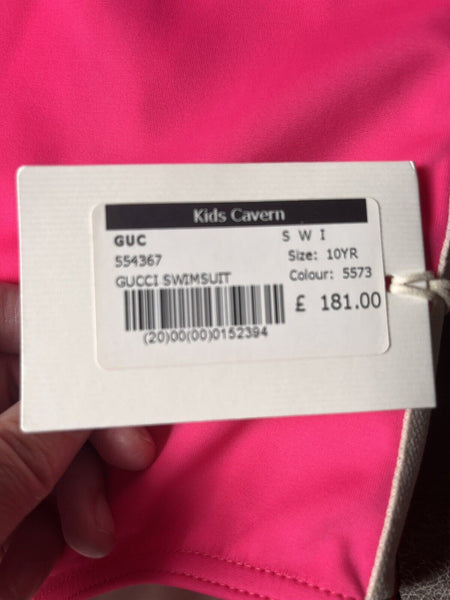 Kids Cavern
GUC S W I
554367 Size: 10YR
GUCCI SWIMSUIT Colour: 5573
£ 181.00
(20)00(00)0152394